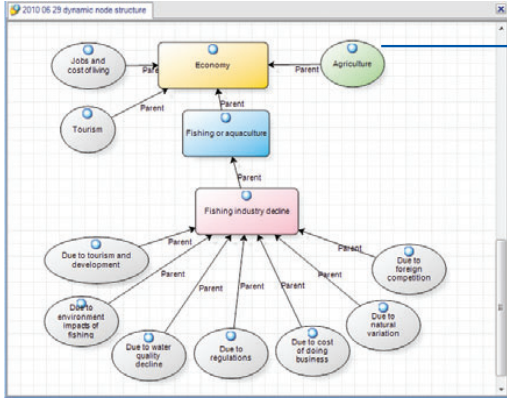 2010 06 29 dynamic node structure
Jobs and
cost of living
Parent
Economy
Parent
Agriculture
Tourism
Parent
Parent
Fishing or aquaculture
Parent
Fishing industry decline
Due to tourism and
development
Parent
Parent
Parent
Parent
Parent
Parent
Parent
Due to
foreign
competition
Due to
environment
impacts of
fishing
Due to water
quality
decline
Due to
regulations
Due to cost
of doing
business
Due to
natural
variation